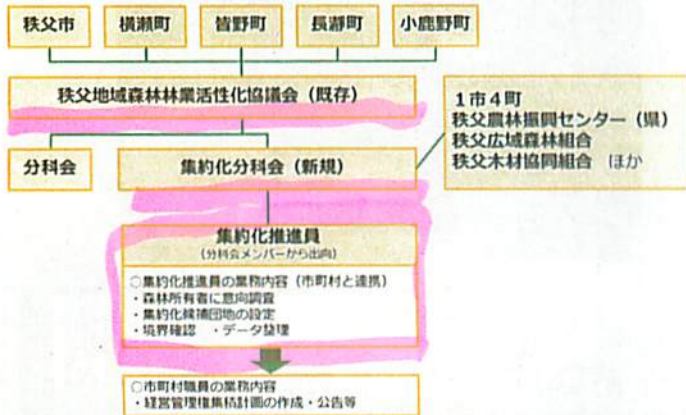 秩父市　横瀬町　皆野町　長瀞町　小鹿野町
秩父地域森林林業活性化協議会（既存）
分科会　集約化分科会（新規）
１市４町
秩父農林振興センター（県）
秩父広域森林組合
秩父木材協同組合　ほか
集約化推進員
（分科会メンバーから出向）
○集約化推進員の業務内容（市町村と連携）
・森林所有者に意向調査
・集約化候補団地の設定
・境界確認　・データ整理
○市町村職員の業務内容
・経営管理権集積計画の作成・公告等